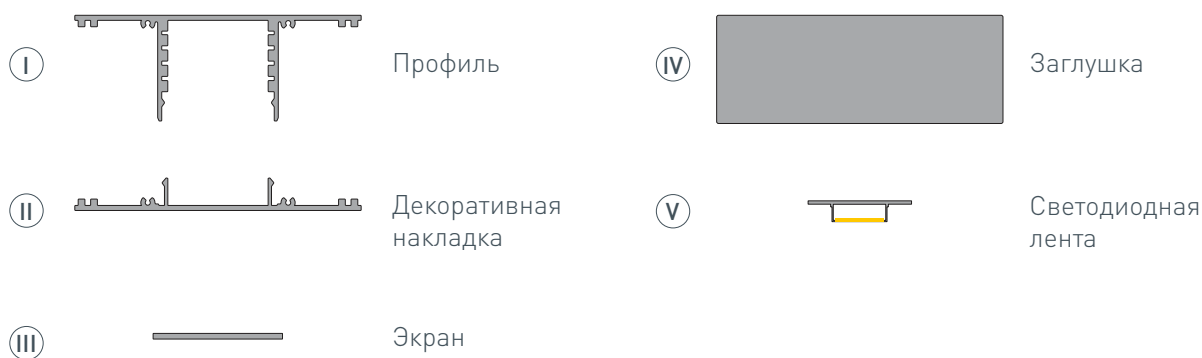 I
Профиль
II
Декоративная
накладка
III
Экран
IV
Заглушка
V
Светодиодная
лента